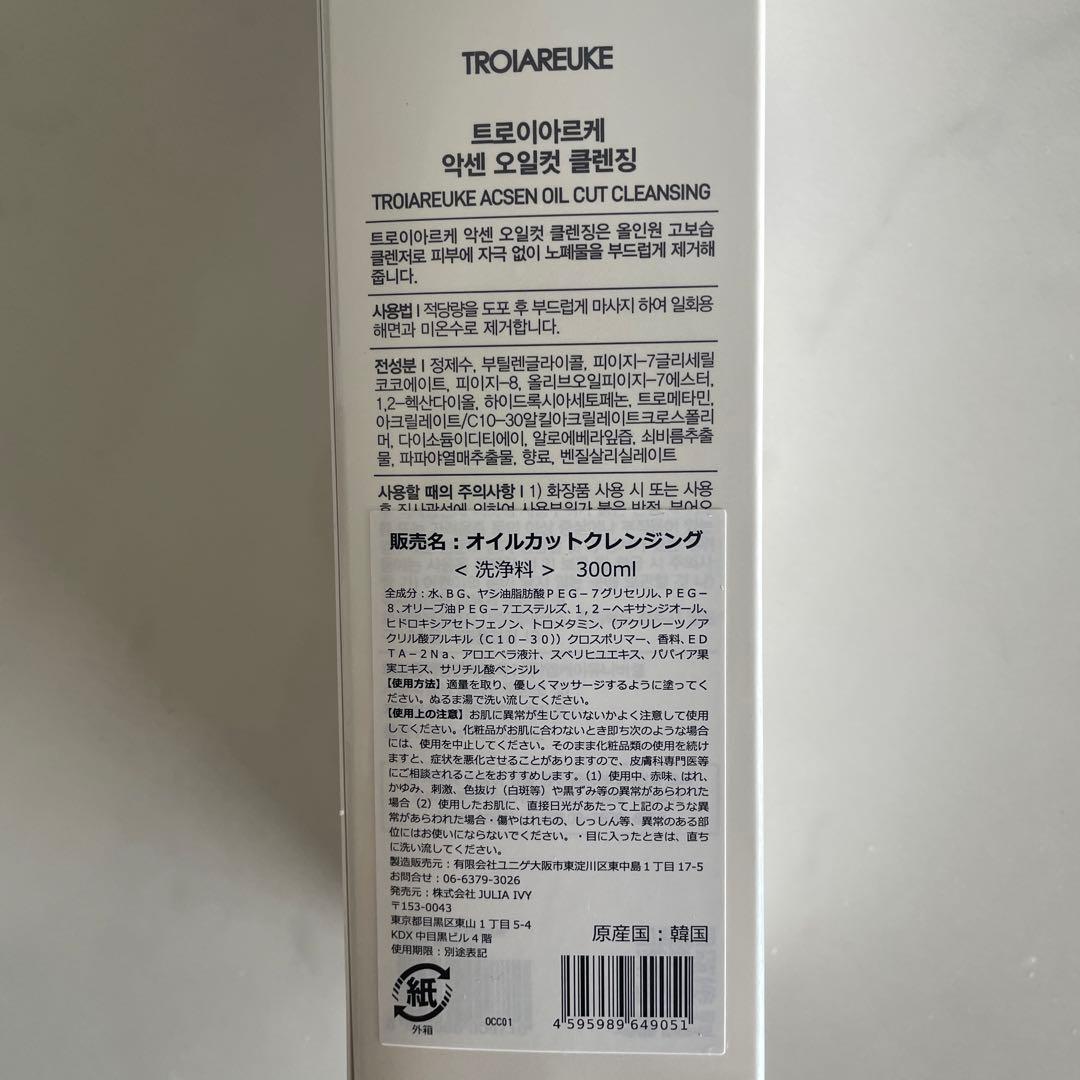 TROIAREUKE
트로이아르케
악센 오일컷 클렌징
TROIAREUKE ACSEN OIL CUT CLEANSING
트로이아르케 악센 오일컷 클렌징은 올인원 고보습
클렌저로 피부에 자극 없이 노폐물을 부드럽게 제거해
줍니다.
사용법 | 적당량을 도포 후 부드럽게 마사지 하여 일회용
해면과 미온수로 제거합니다.
전성분 | 정제수, 부틸렌글라이콜, 피이지-7글리세릴
코코에이트, 피이지-8, 올리브오일피이지-7에스터,
1,2-헥산다이올, 하이드록시아세토페논, 트로메타민,
아크릴레이트/C10-30알킬아크릴레이트크로스폴리
머, 다이소듐이디티에이, 알로에베라잎즙, 쇠비름추출
물, 파파야열매추출물, 향료, 벤질살리실레이트
사용할 때의 주의사항 | 1) 화장품 사용 시 또는 사용
후 직사광선에 의하여 사용부위가 붉은 반점, 부어오
販売名：オイルカットクレンジング
＜ 洗浄料 ＞ 300ml
全成分：水、BG、ヤシ油脂肪酸ＰＥＧ－７グリセリル、ＰＥＧ－
８、オリーブ油ＰＥＧ－７エステルズ、１，２－ヘキサンジオール、
ヒドロキシアセトフェノン、トロメタミン、（アクリレーツ／ア
クリル酸アルキル（Ｃ１０－３０））クロスポリマー、香料、ＥＤ
ＴＡ－２Ｎａ、アロエベラ液汁、スベリヒユエキス、パパイア果
実エキス、サリチル酸ベンジル
【使用方法】適量を取り、優しくマッサージするように塗ってく
ださい。ぬるま湯で洗い流してください。
【使用上の注意】お肌に異常が生じていないかよく注意して使用
してください。化粧品がお肌に合わないとき即ち次のような場合
には、使用を中止してください。そのまま化粧品類の使用を続け
ますと、症状を悪化させることがありますので、皮膚科専門医等
にご相談されることをおすすめします。（1）使用中、赤味、はれ、
かゆみ、刺激、色抜け（白斑等）や黒ずみ等の異常があらわれた
場合（2）使用したお肌に、直接日光があたって上記のような異
常があらわれた場合・傷やはれもの、しっしん等、異常のある部
位にはお使いにならないでください。・目に入ったときは、直ち
に洗い流してください。
製造販売元：有限会社ユニゲ大阪市東淀川区東中島1丁目17-5
お問合せ：06-6379-3026
発売元：株式会社 JULIA IVY
〒153-0043
東京都目黒区東山1丁目5-4
KDX 中目黒ビル4階
使用期限：別途表記
原産国：韓国
紙
外箱
OCC01
4 595989 649051